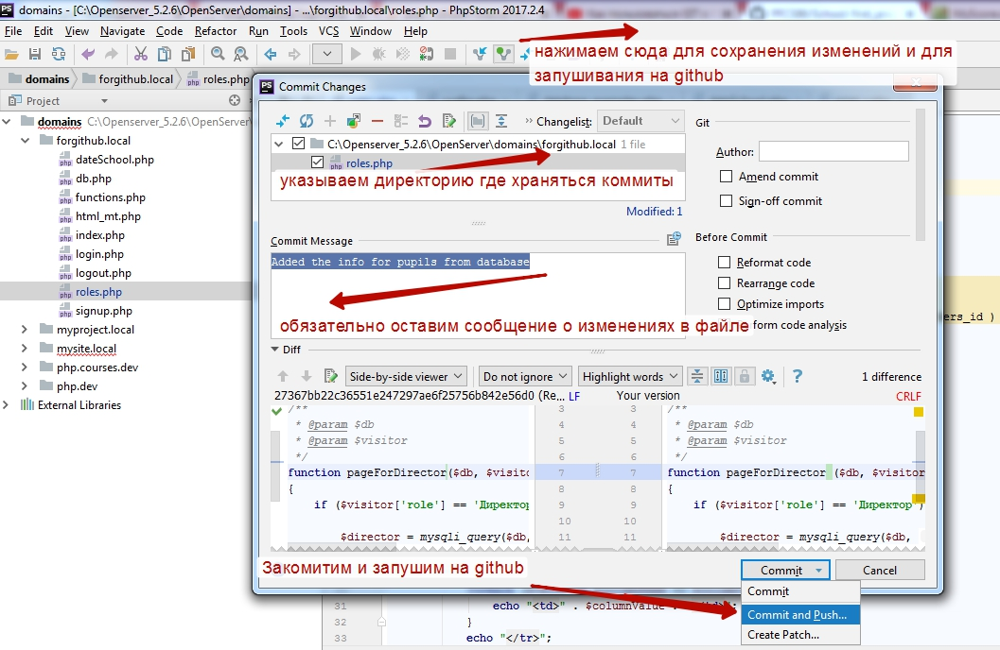 domains - [C:\Openserver_5.2.6\OpenServer\domains] - ...\forgithub.local\roles.php - PhpStorm 2017.2.4
File Edit View Navigate Code Refactor Run Tools VCS Window Help
нажимаем сюда для сохранения изменений и для
запушивания на github
domains forgithub.local roles.php
Project
domains C:\Openserver_5.2.6\OpenServer\
forgithub.local
dateSchool.php
db.php
functions.php
html_mt.php
index.php
login.php
logout.php
roles.php
signup.php
myproject.local
mysite.local
php.courses.dev
php.dev
External Libraries
Commit Changes
Changelist: Default
C:\Openserver_5.2.6\OpenServer\domains\forgithub.local 1 file
roles.php
указываем директорию где храняться коммиты
Modified: 1
Commit Message
Added the info for pupils from database
обязательно оставим сообщение о изменениях в файле
Git
Author:
Amend commit
Sign-off commit
Before Commit
Reformat code
Rearrange code
Optimize imports
form code analysis
ers_id )
Diff
Side-by-side viewer Do not ignore Highlight words ? 1 difference
27367bb22c36551e247297ae6f25756b842e56d0 (Re... LF Your version CRLF
/** 3 3 /**
* @param $db 4 4 * @param $db
* @param $visitor 5 5 * @param $visitor
*/ 6 6 */
function pageForDirector($db, $visito 7 7 function pageForDirector ($db, $visitor
{ 8 8 {
if ($visitor['role'] == 'Директор 9 9 if ($visitor['role'] == 'Директор')
10 10
$director = mysqli_query($db, 11 11 $director = mysqli_query($db,
Закомитим и запушим на github
Commit Cancel
Commit
Commit and Push...
Create Patch...
31 echo "<td>" . $columnValue
32 }
33 echo "</tr>";